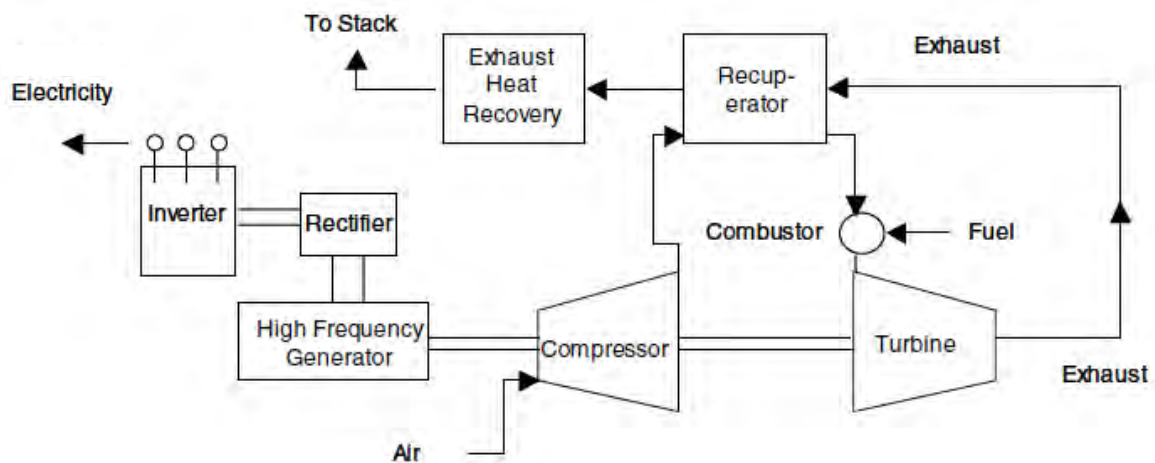 To Stack
Exhaust
Heat
Recovery
Recup-
erator
Exhaust
Electricity
Inverter
Rectifier
Combustor
Fuel
High Frequency
Generator
Compressor
Turbine
Exhaust
Air